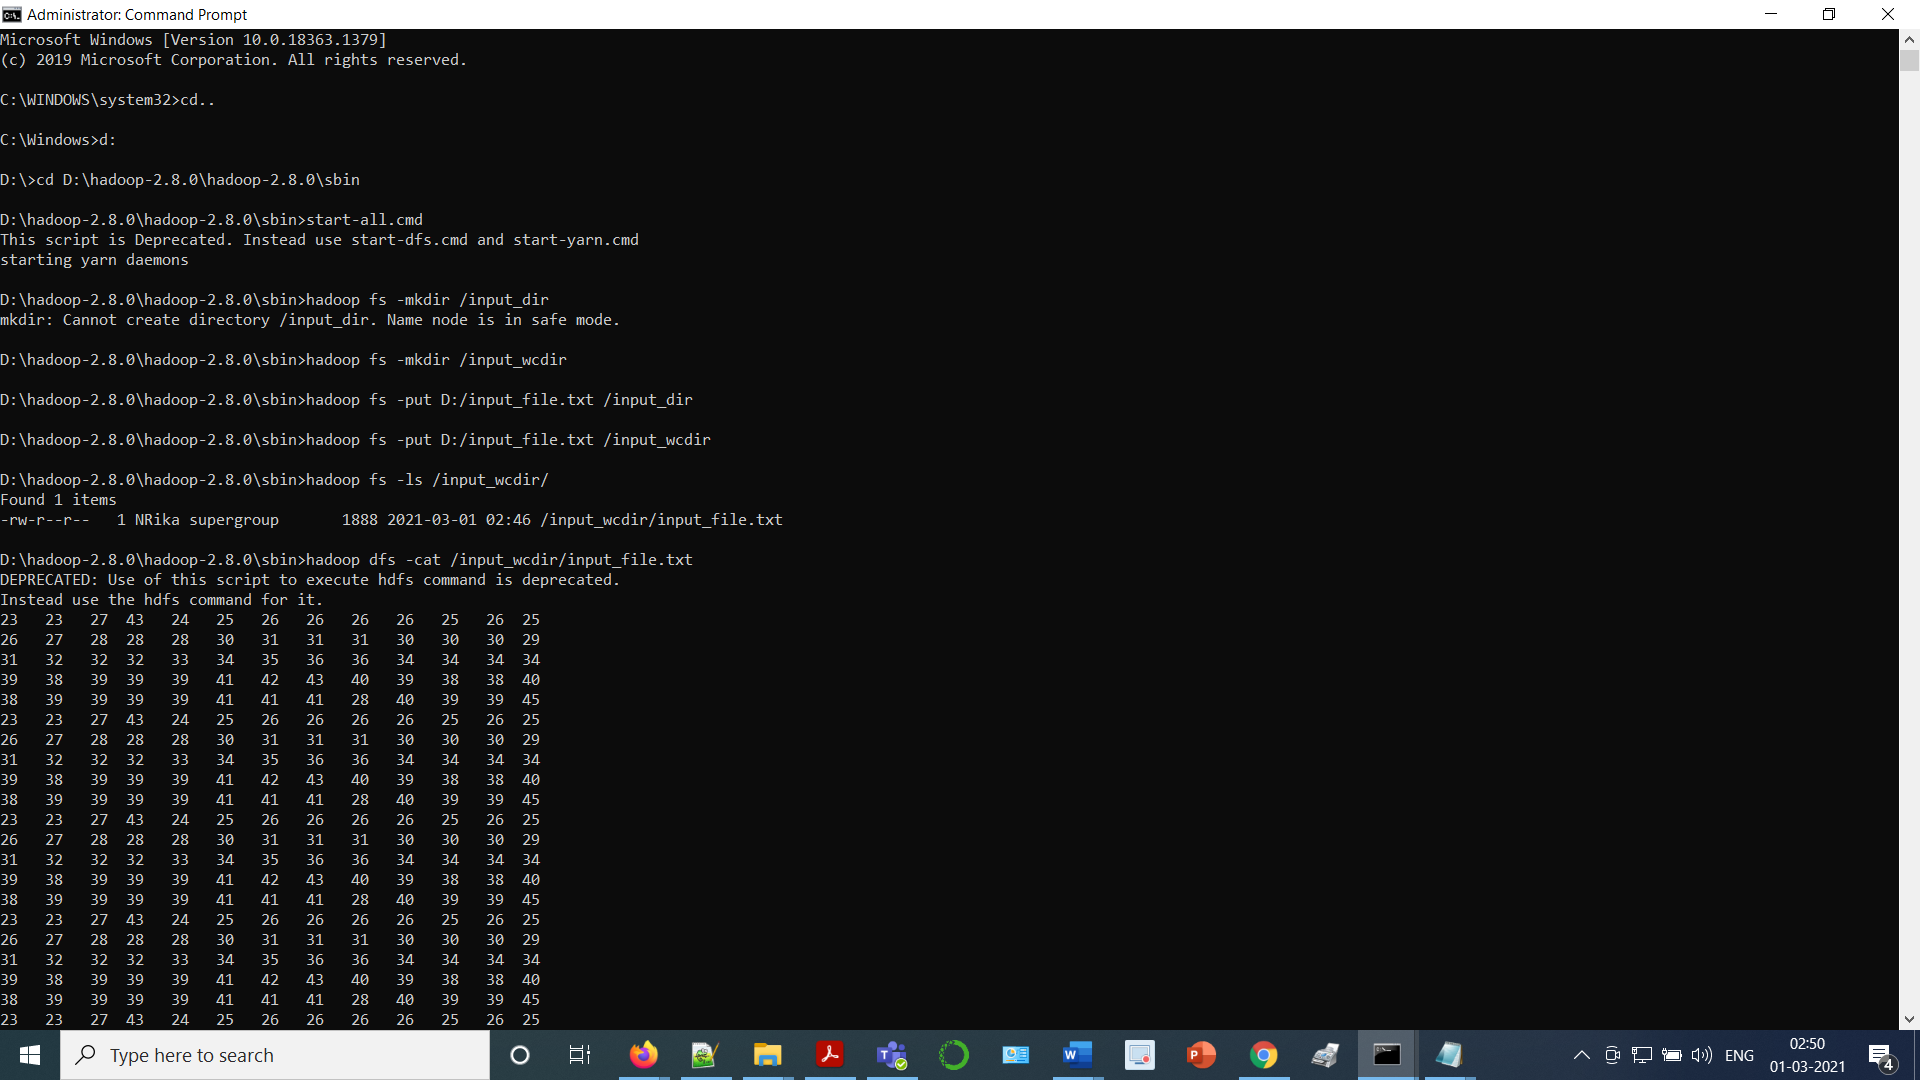 Administrator: Command Prompt
Microsoft Windows [Version 10.0.18363.1379]
(c) 2019 Microsoft Corporation. All rights reserved.
C:\WINDOWS\system32>cd..
C:\Windows>d:
D:\>cd D:\hadoop-2.8.0\hadoop-2.8.0\sbin
D:\hadoop-2.8.0\hadoop-2.8.0\sbin>start-all.cmd
This script is Deprecated. Instead use start-dfs.cmd and start-yarn.cmd
starting yarn daemons
D:\hadoop-2.8.0\hadoop-2.8.0\sbin>hadoop fs -mkdir /input_dir
mkdir: Cannot create directory /input_dir. Name node is in safe mode.
D:\hadoop-2.8.0\hadoop-2.8.0\sbin>hadoop fs -mkdir /input_wcdir
D:\hadoop-2.8.0\hadoop-2.8.0\sbin>hadoop fs -put D:/input_file.txt /input_dir
D:\hadoop-2.8.0\hadoop-2.8.0\sbin>hadoop fs -put D:/input_file.txt /input_wcdir
D:\hadoop-2.8.0\hadoop-2.8.0\sbin>hadoop fs -ls /input_wcdir/
Found 1 items
-rw-r--r--   1 NRika supergroup       1888 2021-03-01 02:46 /input_wcdir/input_file.txt
D:\hadoop-2.8.0\hadoop-2.8.0\sbin>hadoop dfs -cat /input_wcdir/input_file.txt
DEPRECATED: Use of this script to execute hdfs command is deprecated.
Instead use the hdfs command for it.
23   23   27  43   24   25   26   26   26   26   25   26  25
26   27   28  28   28   30   31   31   31   30   30   30  29
31   32   32  32   33   34   35   36   36   34   34   34  34
39   38   39  39   39   41   42   43   40   39   38   38  40
38   39   39  39   39   41   41   41   28   40   39   39  45
23   23   27  43   24   25   26   26   26   26   25   26  25
26   27   28  28   28   30   31   31   31   30   30   30  29
31   32   32  32   33   34   35   36   36   34   34   34  34
39   38   39  39   39   41   42   43   40   39   38   38  40
38   39   39  39   39   41   41   41   28   40   39   39  45
23   23   27  43   24   25   26   26   26   26   25   26  25
26   27   28  28   28   30   31   31   31   30   30   30  29
31   32   32  32   33   34   35   36   36   34   34   34  34
39   38   39  39   39   41   42   43   40   39   38   38  40
38   39   39  39   39   41   41   41   28   40   39   39  45
23   23   27  43   24   25   26   26   26   26   25   26  25
26   27   28  28   28   30   31   31   31   30   30   30  29
31   32   32  32   33   34   35   36   36   34   34   34  34
39   38   39  39   39   41   42   43   40   39   38   38  40
38   39   39  39   39   41   41   41   28   40   39   39  45
23   23   27  43   24   25   26   26   26   26   25   26  25
Type here to search
ENG
02:50
01-03-2021
4